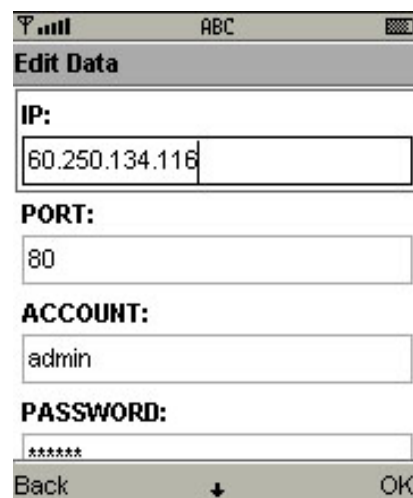 ABC
Edit Data
IP:
60.250.134.116
PORT:
80
ACCOUNT:
admin
PASSWORD:
******
Back
OK